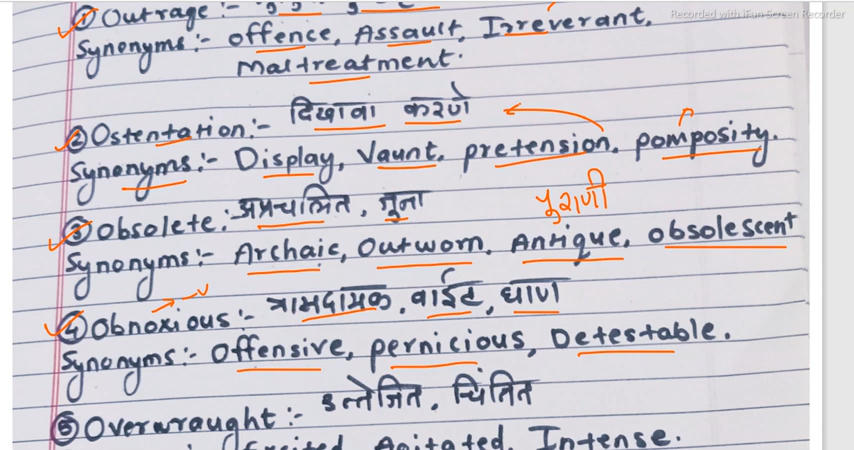 Recorded with iFun Screen Recorder
① Outrage :-
Synonyms :- Offence, Assault, Irreverant,
Maltreatment.
दिखावा करणे
② Ostentation :-
Synonyms :- Display, Vaunt, pretension, pomposity.
अप्रचलित, जूना
पुराणी
③ Obsolete :-
Synonyms :- Archaic, Outworn, Antique, obsolescent
त्रासदायक, वाईट, घाण
④ Obnoxious :-
Synonyms :- Offensive, pernicious, Detestable.
उत्तेजित, चिंतित
⑤ Overwraught :-
Excited, Agitated, Intense.